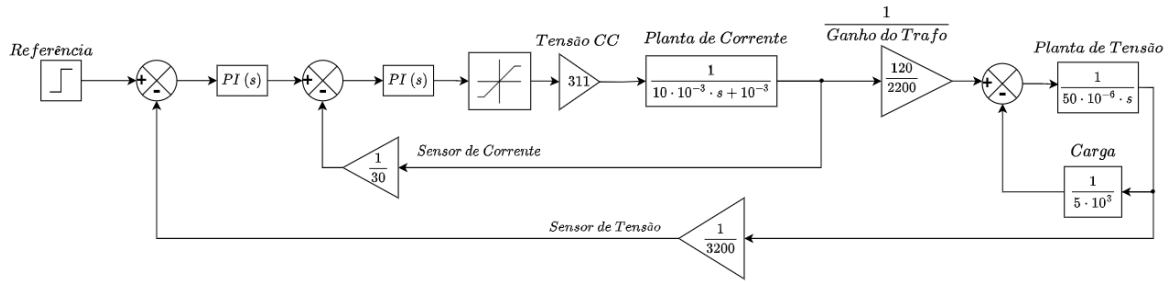 1
Ganho do Trafo
Referência
Tensão CC
Planta de Corrente
Planta de Tensão
+
-
PI (s)
+
-
PI (s)
311
1
10 · 10⁻³ · s + 10⁻³
120
2200
+
-
1
50 · 10⁻⁶ · s
Sensor de Corrente
1
30
Carga
1
5 · 10³
Sensor de Tensão
1
3200